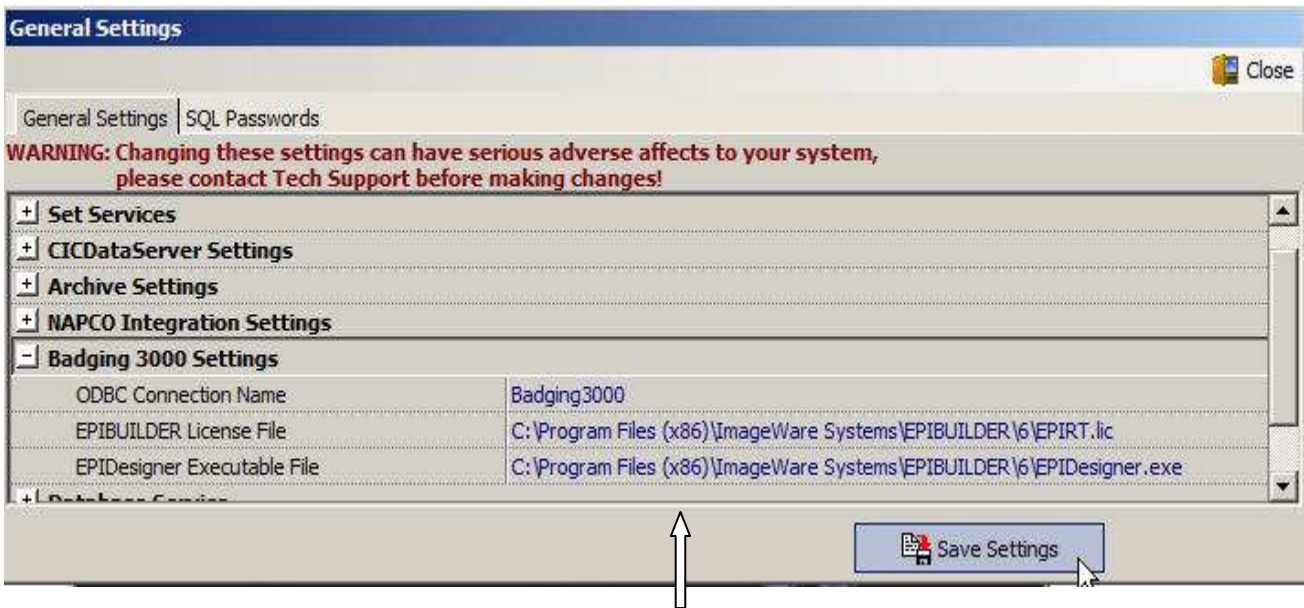 General Settings
Close
General Settings SQL Passwords
WARNING: Changing these settings can have serious adverse affects to your system,
please contact Tech Support before making changes!
Set Services
CICDataServer Settings
Archive Settings
NAPCO Integration Settings
Badging 3000 Settings
ODBC Connection Name Badging3000
EPIBUILDER License File C:\Program Files (x86)\ImageWare Systems\EPIBUILDER\6\EPIRT.lic
EPIDesigner Executable File C:\Program Files (x86)\ImageWare Systems\EPIBUILDER\6\EPIDesigner.exe
Save Settings